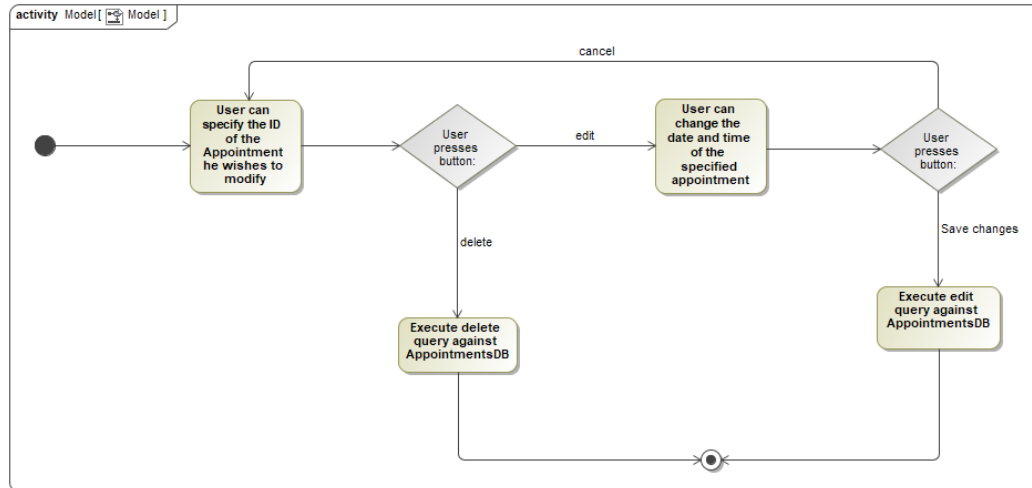 activity Model[ Model ]
cancel
User can
specify the ID
of the
Appointment
he wishes to
modify
User
presses
button:
edit
User can
change the
date and time
of the
specified
appointment
User
presses
button:
delete
Save changes
Execute delete
query against
AppointmentsDB
Execute edit
query against
AppointmentsDB